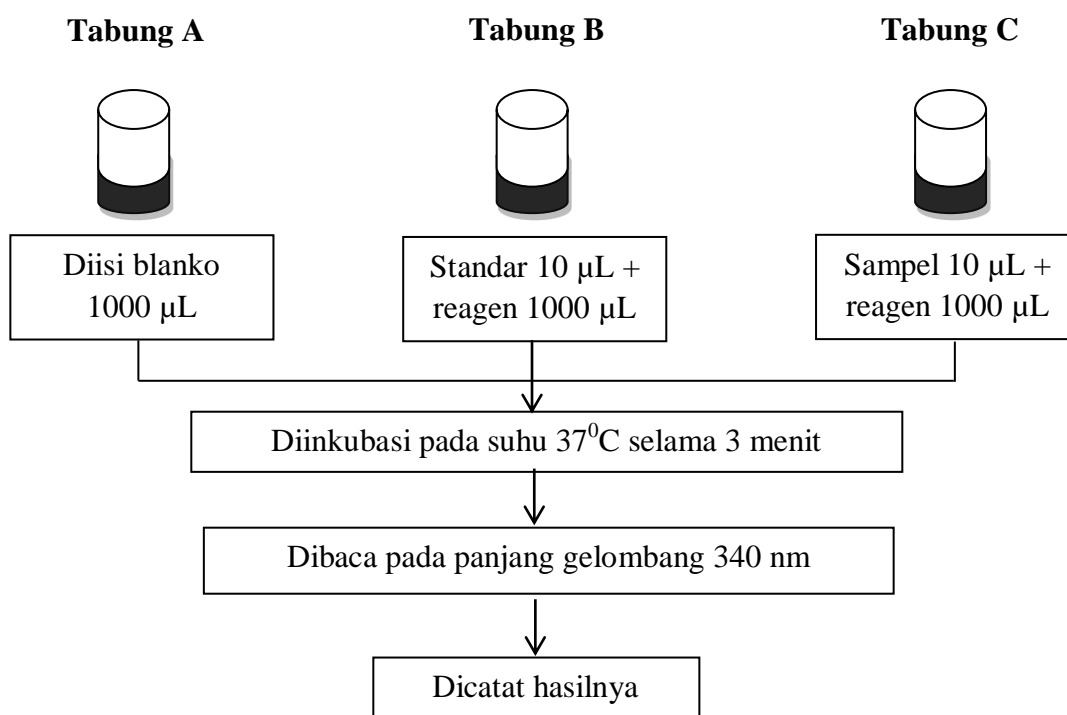 Tabung A
Tabung B
Tabung C
Diisi blanko
1000 µL
Standar 10 µL +
reagen 1000 µL
Sampel 10 µL +
reagen 1000 µL
Diinkubasi pada suhu 37⁰C selama 3 menit
Dibaca pada panjang gelombang 340 nm
Dicatat hasilnya